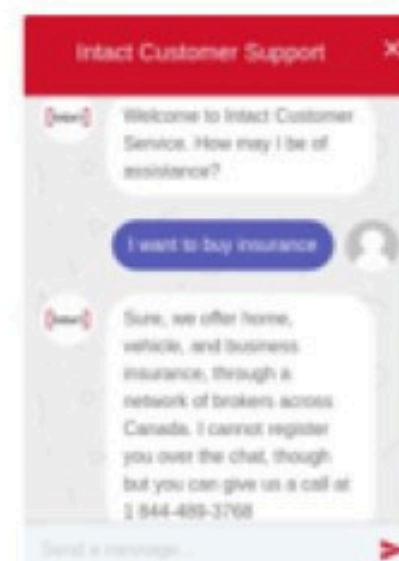 Intact Customer Support
Welcome to Intact Customer
Service. How may I be of
assistance?
I want to buy insurance
Sure, we offer home,
vehicle, and business
insurance, through a
network of brokers across
Canada. I cannot register
you over the chat, though
but you can give us a call at
1 844-489-3768
Send a message...